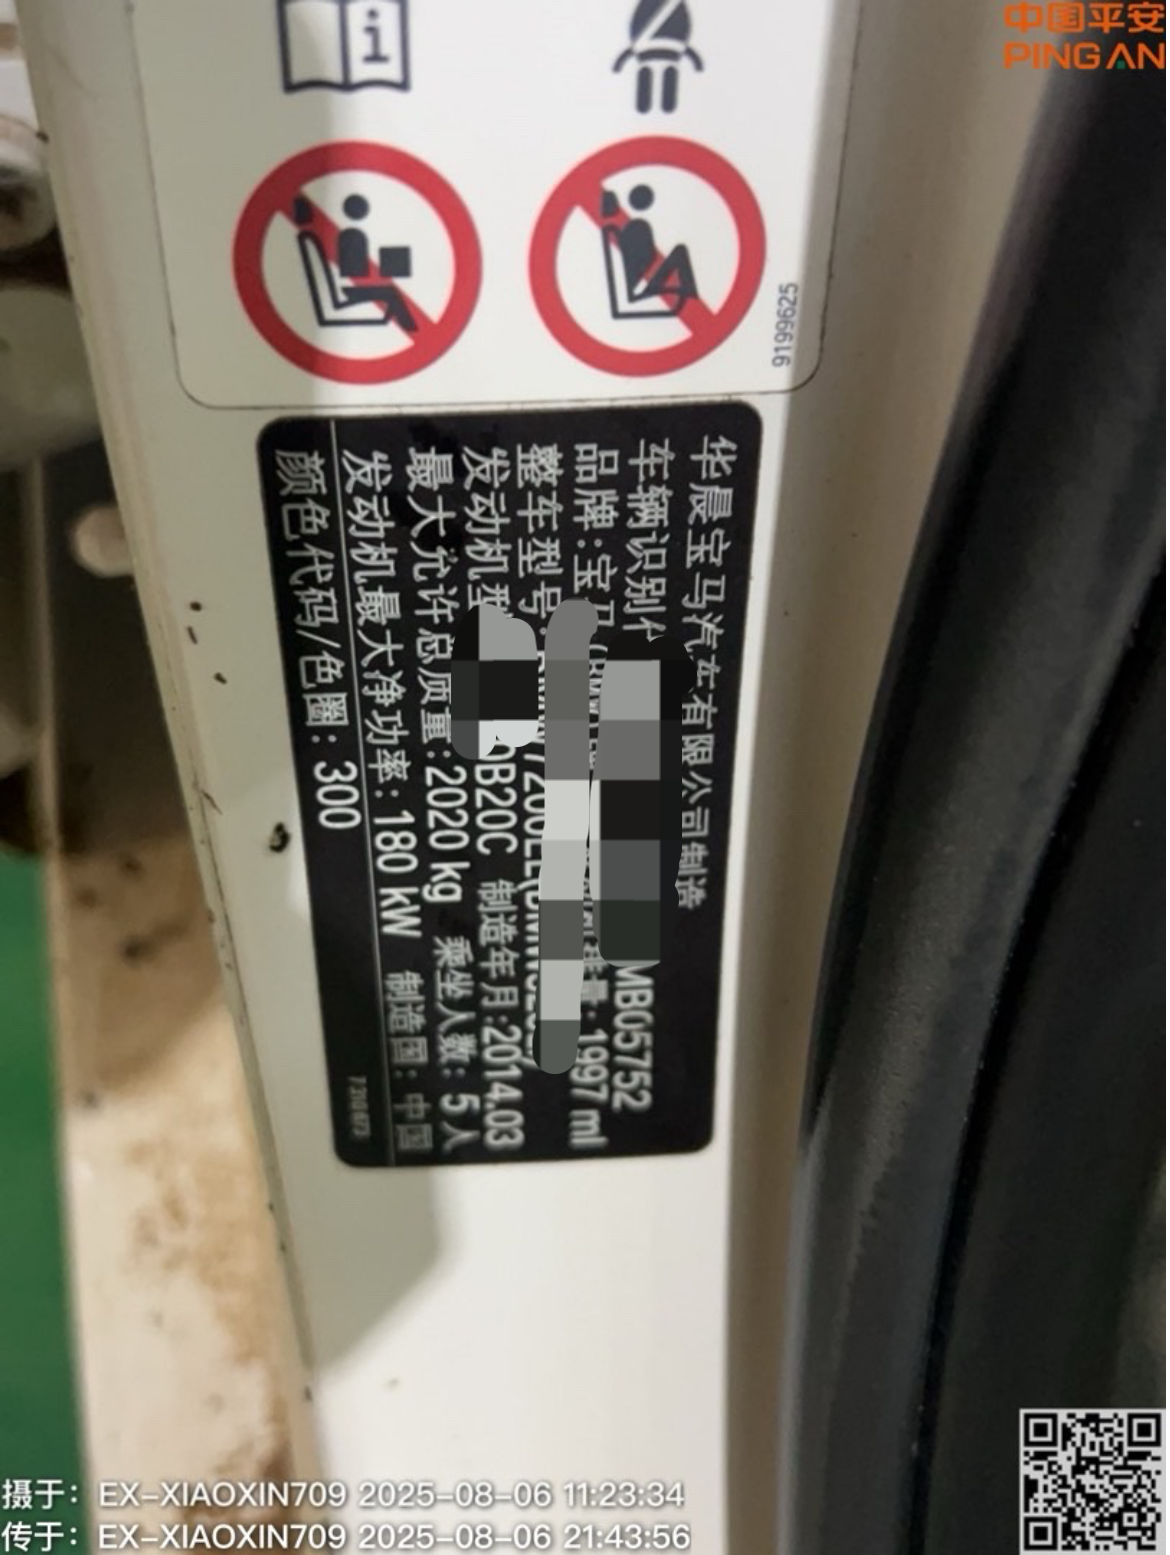 中国平安
PING AN
9199625
华晨宝马汽车有限公司制造
车辆识别 MB05752
品牌:宝马(BMW) 排量:1997 ml
整车型号:
发动机型 B20C 制造年月:2014.03
最大允许总质量:2020 kg 乘坐人数:5人
发动机最大净功率:180 kW 制造国:中国
颜色代码/色圈:300
摄于: EX-XIAOXIN709 2025-08-06 11:23:34
传于: EX-XIAOXIN709 2025-08-06 21:43:56